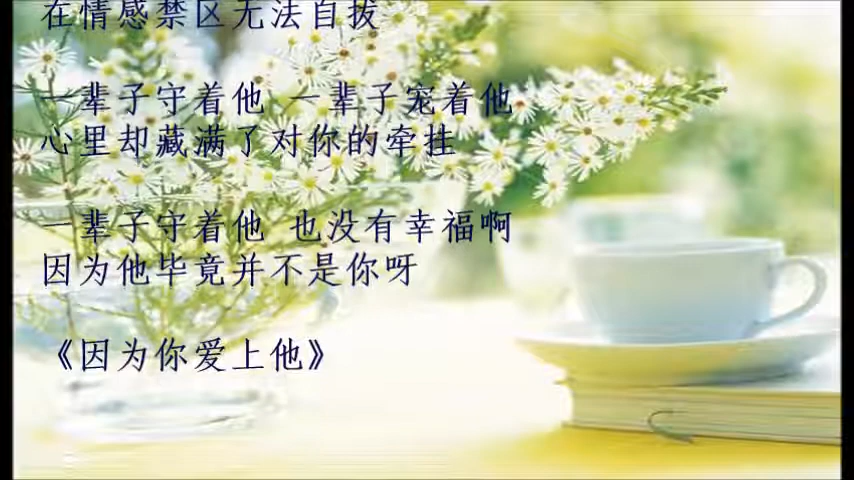 在情感禁区无法自拔
一辈子守着他 一辈子宠着他
心里却藏满了对你的牵挂
一辈子守着他 也没有幸福啊
因为他毕竟并不是你呀
《因为你爱上他》